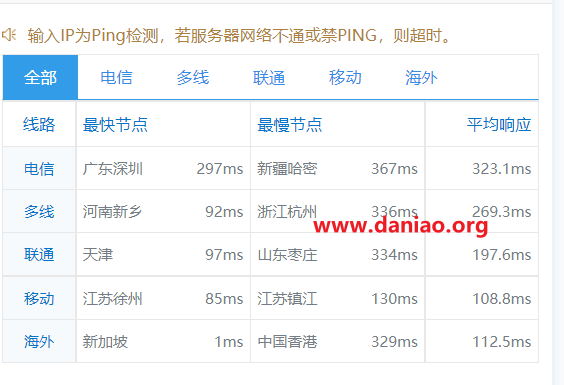 输入IP为Ping检测，若服务器网络不通或禁PING，则超时。
全部 电信 多线 联通 移动 海外
线路 最快节点 最慢节点 平均响应
电信 广东深圳 297ms 新疆哈密 367ms 323.1ms
多线 河南新乡 92ms 浙江杭州 336ms 269.3ms
www.daniao.org
联通 天津 97ms 山东枣庄 334ms 197.6ms
移动 江苏徐州 85ms 江苏镇江 130ms 108.8ms
海外 新加坡 1ms 中国香港 329ms 112.5ms